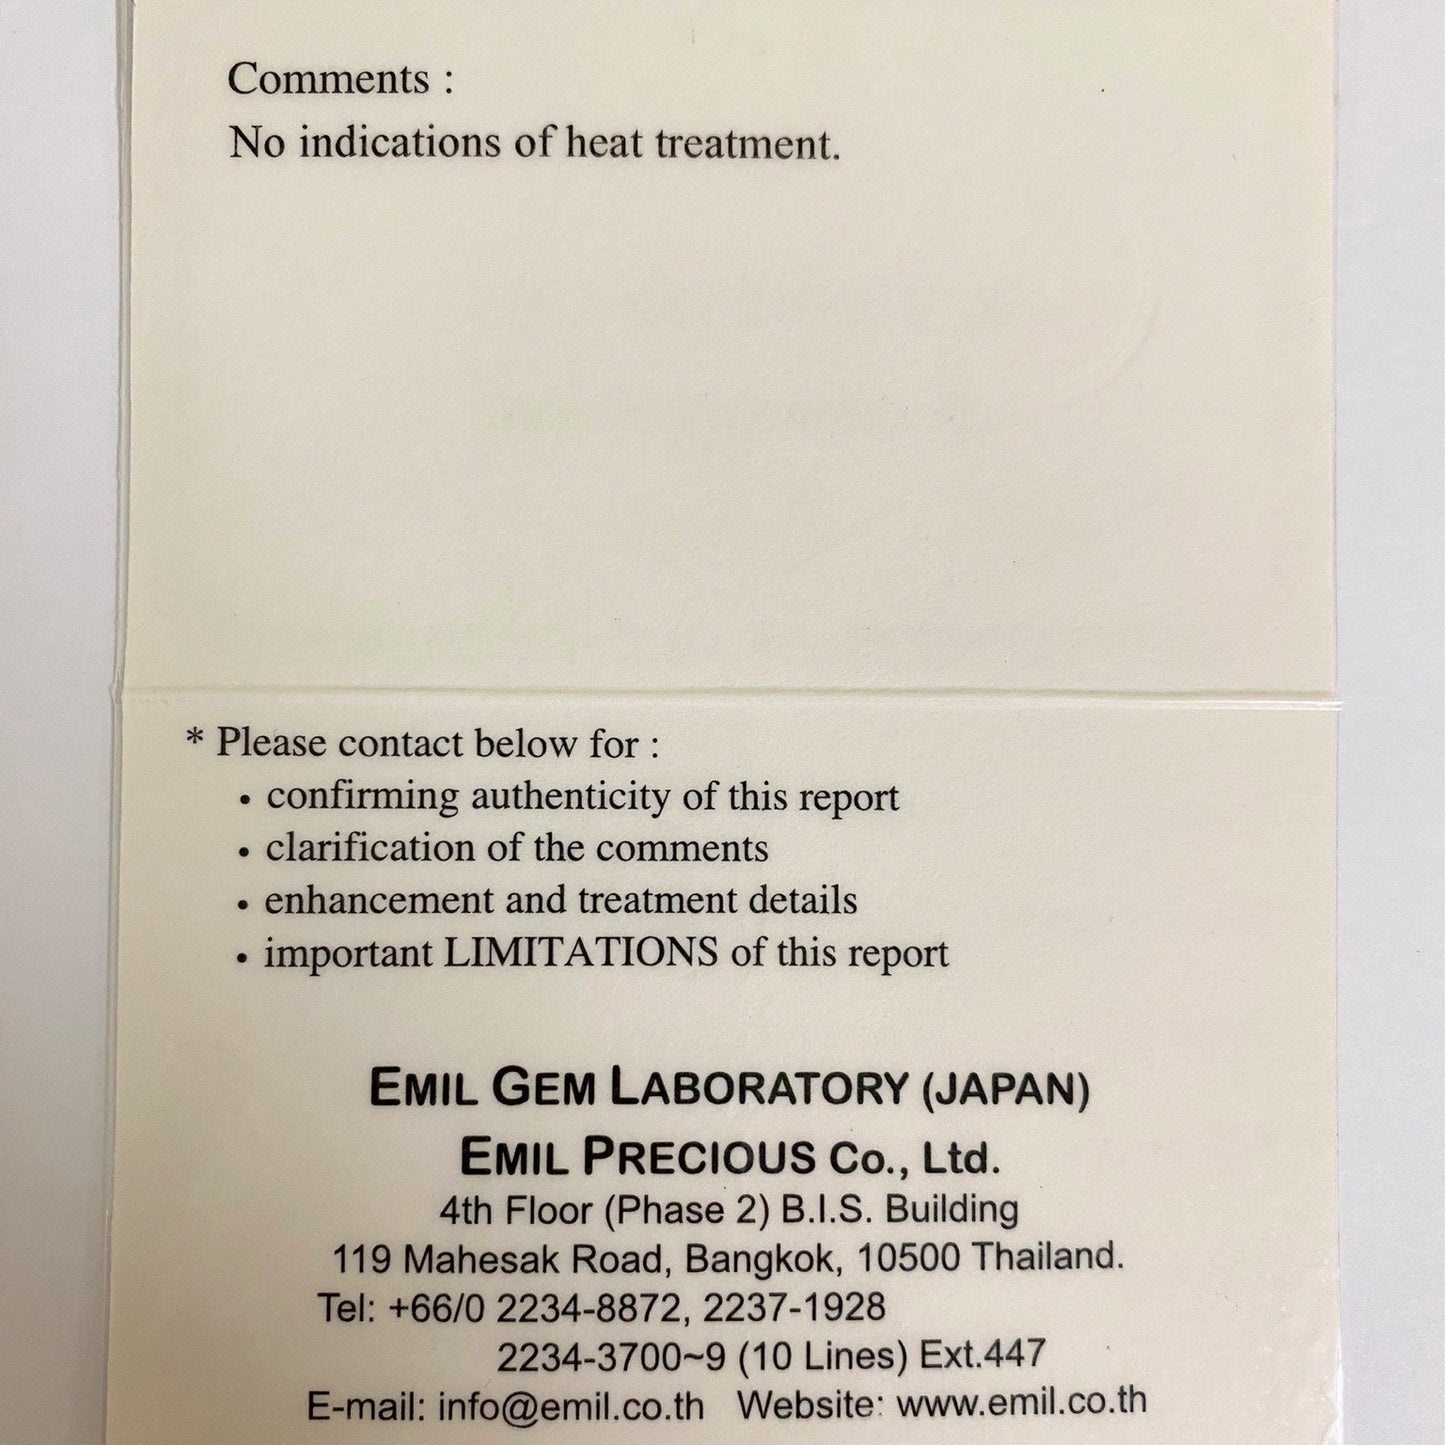 Comments :
No indications of heat treatment.
* Please contact below for :
• confirming authenticity of this report
• clarification of the comments
• enhancement and treatment details
• important LIMITATIONS of this report
EMIL GEM LABORATORY (JAPAN)
EMIL PRECIOUS Co., Ltd.
4th Floor (Phase 2) B.I.S. Building
119 Mahesak Road, Bangkok, 10500 Thailand.
Tel: +66/0 2234-8872, 2237-1928
2234-3700~9 (10 Lines) Ext.447
E-mail: info@emil.co.th Website: www.emil.co.th